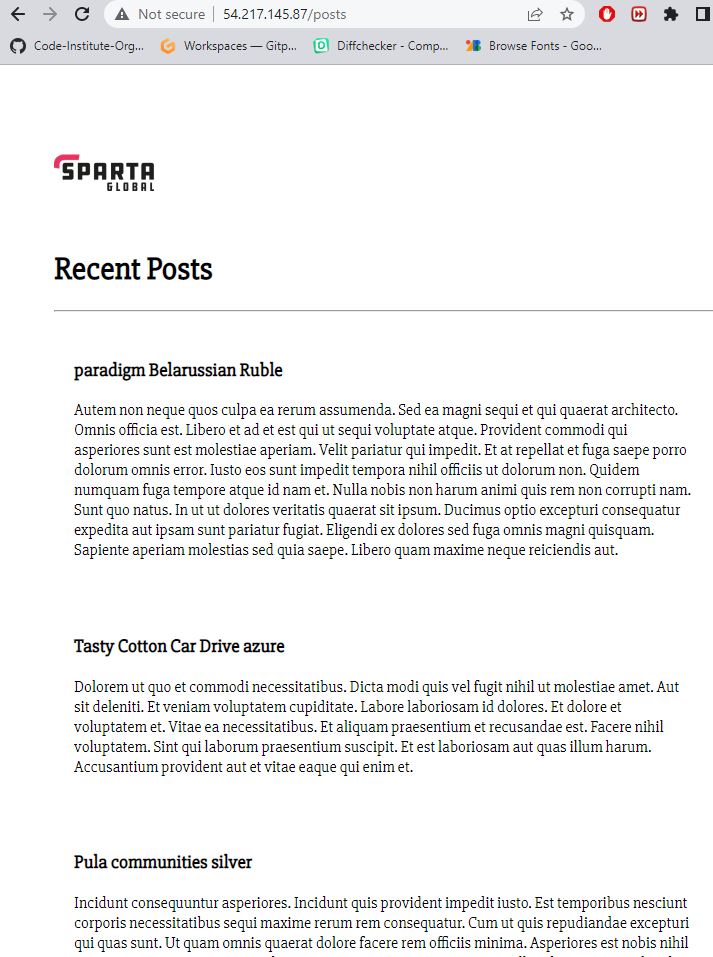 Not secure | 54.217.145.87/posts
Code-Institute-Org... Workspaces — Gitp... Diffchecker - Comp... Browse Fonts - Goo...
SPARTA
GLOBAL
Recent Posts
paradigm Belarussian Ruble
Autem non neque quos culpa ea rerum assumenda. Sed ea magni sequi et qui quaerat architecto.
Omnis officia est. Libero et ad et est qui ut sequi voluptate atque. Provident commodi qui
asperiores sunt est molestiae aperiam. Velit pariatur qui impedit. Et at repellat et fuga saepe porro
dolorum omnis error. Iusto eos sunt impedit tempora nihil officiis ut dolorum non. Quidem
numquam fuga tempore atque id nam et. Nulla nobis non harum animi quis rem non corrupti nam.
Sunt quo natus. In ut ut dolores veritatis quaerat sit ipsum. Ducimus optio excepturi consequatur
expedita aut ipsam sunt pariatur fugiat. Eligendi ex dolores sed fuga omnis magni quisquam.
Sapiente aperiam molestias sed quia saepe. Libero quam maxime neque reiciendis aut.
Tasty Cotton Car Drive azure
Dolorem ut quo et commodi necessitatibus. Dicta modi quis vel fugit nihil ut molestiae amet. Aut
sit deleniti. Et veniam voluptatem cupiditate. Labore laboriosam id dolores. Et dolore et
voluptatem et. Vitae ea necessitatibus. Et aliquam praesentium et recusandae est. Facere nihil
voluptatem. Sint qui laborum praesentium suscipit. Et est laboriosam aut quas illum harum.
Accusantium provident aut et vitae eaque qui enim et.
Pula communities silver
Incidunt consequuntur asperiores. Incidunt quis provident impedit iusto. Est temporibus nesciunt
corporis necessitatibus sequi maxime rerum rem consequatur. Cum ut quis repudiandae excepturi
qui quas sunt. Ut quam omnis quaerat dolore facere rem officiis minima. Asperiores est nobis nihil